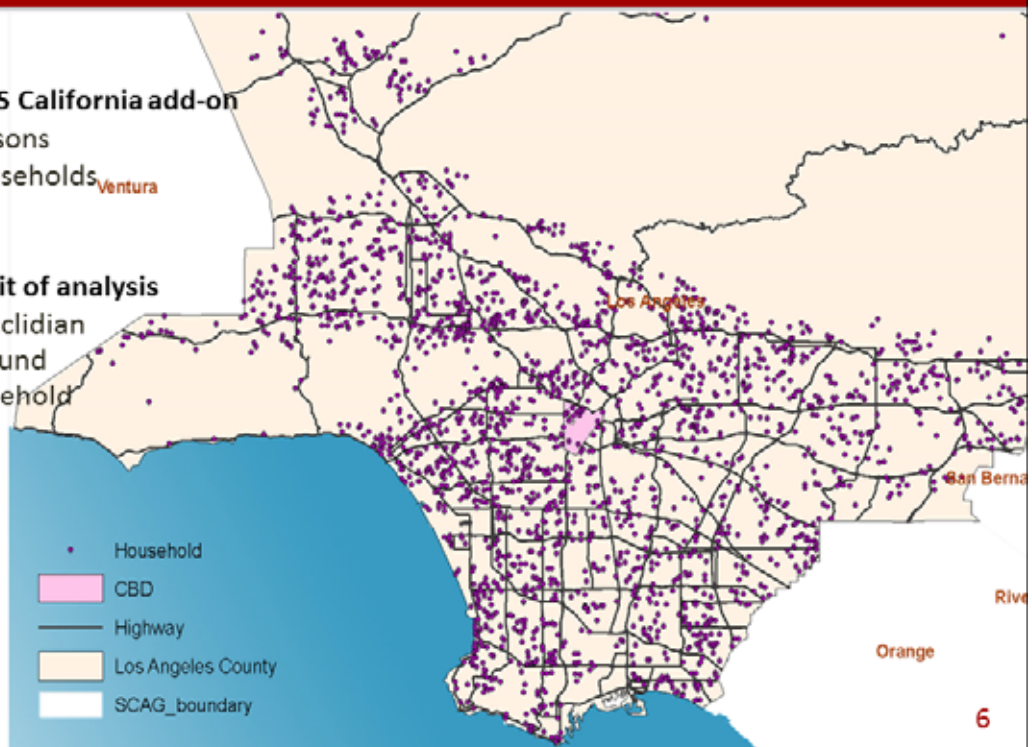 5 California add-on
sons
seholds
Ventura
it of analysis
clidian
und
ehold
Los Angeles
San Berna
Rive
Orange
Household
CBD
Highway
Los Angeles County
SCAG_boundary
6